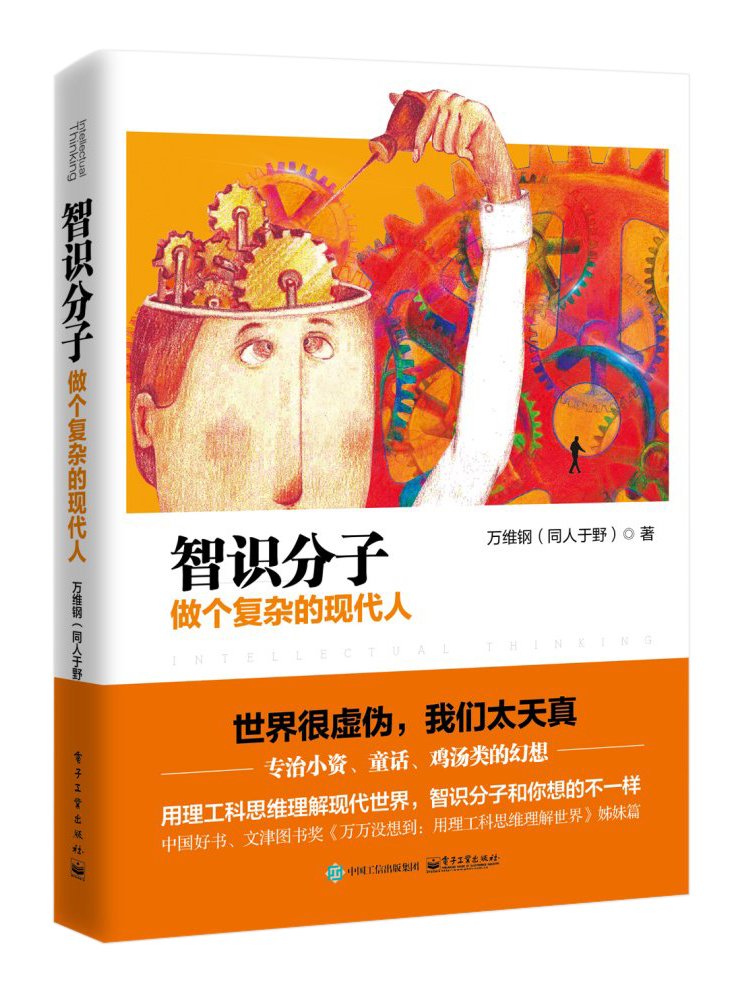 Intellectual
Thinking
智识分子
做个复杂的现代人
万维钢(同人于野
电子工业出版社
万维钢(同人于野)◎著
智识分子
做个复杂的现代人
INTELLECTUAL THINKING
世界很虚伪，我们太天真
专治小资、童话、鸡汤类的幻想
用理工科思维理解现代世界，智识分子和你想的不一样
中国好书、文津图书奖《万万没想到：用理工科思维理解世界》姊妹篇
中国工信出版集团 电子工业出版社